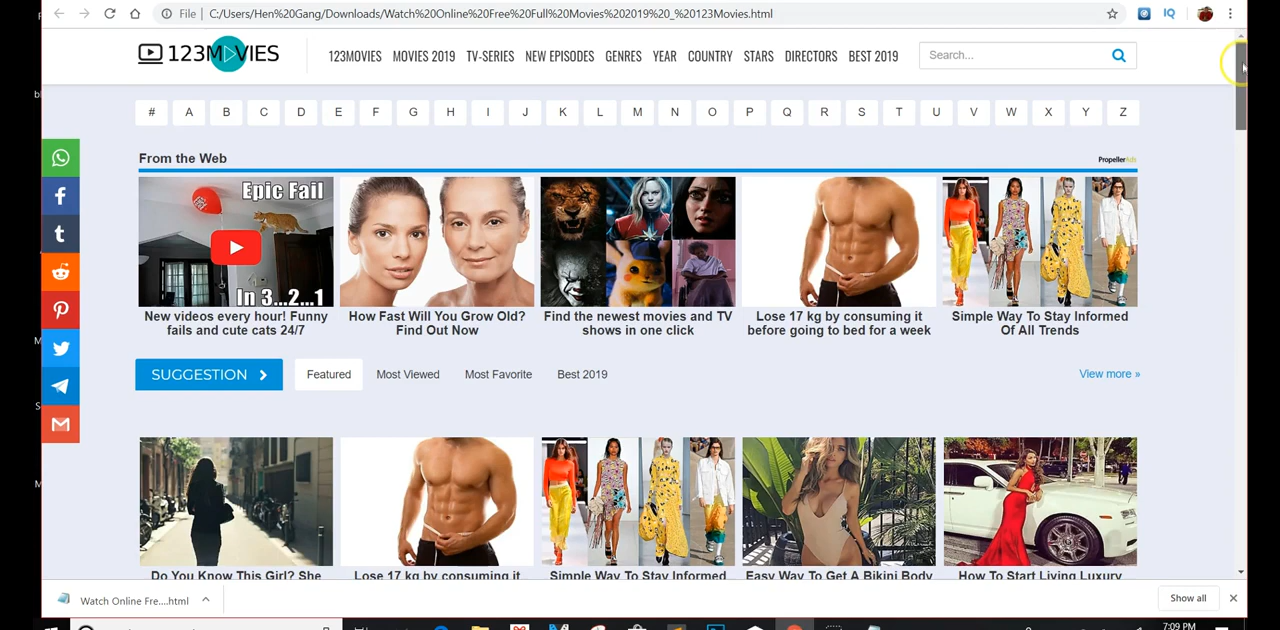 File
C:/Users/Hen%20Gang/Downloads/Watch%20Online%20Free%20Full%20Movies%202019%20_%20123Movies.html
IQ
123MOVIES
123MOVIES MOVIES 2019 TV-SERIES NEW EPISODES GENRES YEAR COUNTRY STARS DIRECTORS BEST 2019
Search...
# A B C D E F G H I J K L M N O P Q R S T U V W X Y Z
From the Web
PropellerAds
Epic Fail
In 3...2...1
New videos every hour! Funny
fails and cute cats 24/7
How Fast Will You Grow Old?
Find Out Now
Find the newest movies and TV
shows in one click
Lose 17 kg by consuming it
before going to bed for a week
Simple Way To Stay Informed
Of All Trends
SUGGESTION
Featured Most Viewed Most Favorite Best 2019
View more »
Do You Know This Girl? She
Lose 17 kg by consuming it
Simple Way To Stay Informed
Easy Way To Get A Bikini Body
How To Start Living Luxury
Watch Online Fre....html
Show all
7:09 PM